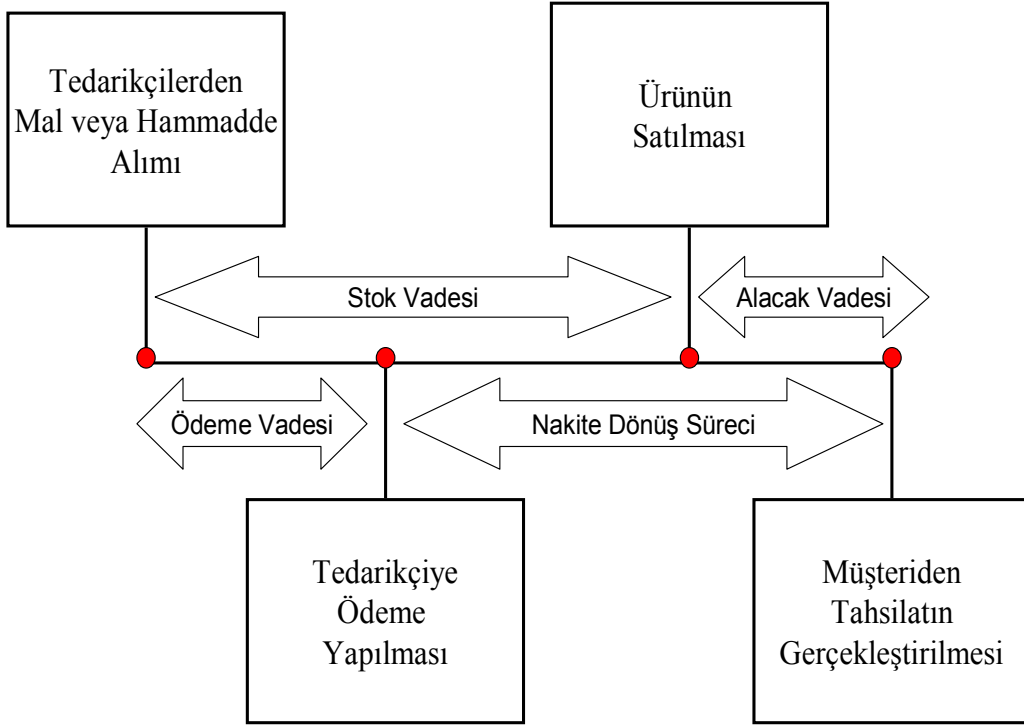 Tedarikçilerden
Mal veya Hammadde
Alımı
Ürünün
Satılması
Stok Vadesi
Alacak Vadesi
Ödeme Vadesi
Nakite Dönüş Süreci
Tedarikçiye
Ödeme
Yapılması
Müşteriden
Tahsilatın
Gerçekleştirilmesi